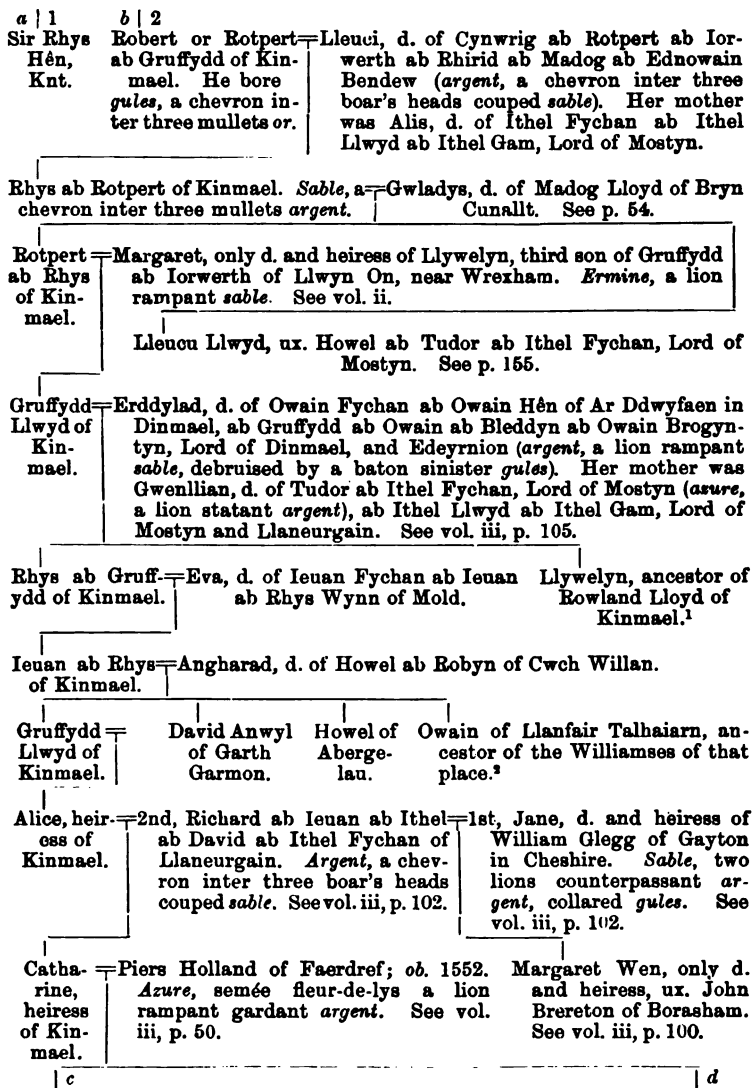 a | 1 b | 2
Sir Rhys Hên, Knt.
Robert or Rotpert
ab Gruffydd of Kin-
mael. He bore
gules, a chevron in-
ter three mullets or.
Lleuci, d. of Cynwrig ab Rotpert ab Ior-
werth ab Rhirid ab Madog ab Ednowain
Bendew (argent, a chevron inter three
boar's heads couped sable). Her mother
was Alis, d. of Ithel Fychan ab Ithel
Llwyd ab Ithel Gam, Lord of Mostyn.
Rhys ab Rotpert of Kinmael. Sable, a
chevron inter three mullets argent.
Gwladys, d. of Madog Lloyd of Bryn
Cunallt. See p. 54.
Rotpert
ab Rhys
of Kin-
mael.
Margaret, only d. and heiress of Llywelyn, third son of Gruffydd
ab Iorwerth of Llwyn On, near Wrexham. Ermine, a lion
rampant sable. See vol. ii.
Lleucu Llwyd, ux. Howel ab Tudor ab Ithel Fychan, Lord of
Mostyn. See p. 155.
Gruffydd
Llwyd of
Kin-
mael.
Erddylad, d. of Owain Fychan ab Owain Hên of Ar Ddwyfaen in
Dinmael, ab Gruffydd ab Owain ab Bleddyn ab Owain Brogyn-
tyn, Lord of Dinmael, and Edeyrnion (argent, a lion rampant
sable, debruised by a baton sinister gules). Her mother was
Gwenllian, d. of Tudor ab Ithel Fychan, Lord of Mostyn (azure,
a lion statant argent), ab Ithel Llwyd ab Ithel Gam, Lord of
Mostyn and Llaneurgain. See vol. iii, p. 105.
Rhys ab Gruff-
ydd of Kinmael.
Eva, d. of Ieuan Fychan ab Ieuan
ab Rhys Wynn of Mold.
Llywelyn, ancestor of
Rowland Lloyd of
Kinmael.¹
Ieuan ab Rhys
of Kinmael.
Angharad, d. of Howel ab Robyn of Cwch Willan.
Gruffydd
Llwyd of
Kinmael.
David Anwyl
of Garth
Garmon.
Howel of
Aberge-
lau.
Owain of Llanfair Talhaiarn, an-
cestor of the Williamses of that
place.²
Alice, heir-
ess of
Kinmael.
2nd, Richard ab Ieuan ab Ithel
ab David ab Ithel Fychan of
Llaneurgain. Argent, a chev-
ron inter three boar's heads
couped sable. See vol. iii, p. 102.
1st, Jane, d. and heiress of
William Glegg of Gayton
in Cheshire. Sable, two
lions counterpassant ar-
gent, collared gules. See
vol. iii, p. 102.
Catha-
rine,
heiress
of Kin-
mael.
Piers Holland of Faerdref; ob. 1552.
Azure, semée fleur-de-lys a lion
rampant gardant argent. See vol.
iii, p. 50.
Margaret Wen, only d.
and heiress, ux. John
Brereton of Borasham.
See vol. iii, p. 100.
| c | d